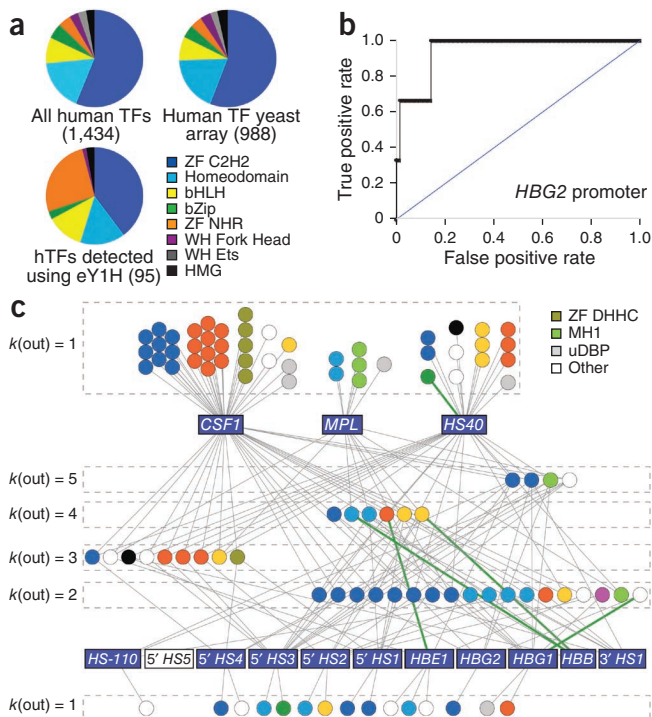 a
All human TFs
(1,434)
Human TF yeast
array (988)
hTFs detected
using eY1H (95)
ZF C2H2
Homeodomain
bHLH
bZip
ZF NHR
WH Fork Head
WH Ets
HMG
b
True positive rate
1.0
0.8
0.6
0.4
0.2
0
0 0.2 0.4 0.6 0.8 1.0
False positive rate
HBG2 promoter
c
k(out) = 1
ZF DHHC
MH1
uDBP
Other
CSF1 MPL HS40
k(out) = 5
k(out) = 4
k(out) = 3
k(out) = 2
HS-110 5′ HS5 5′ HS4 5′ HS3 5′ HS2 5′ HS1 HBE1 HBG2 HBG1 HBB 3′ HS1
k(out) = 1